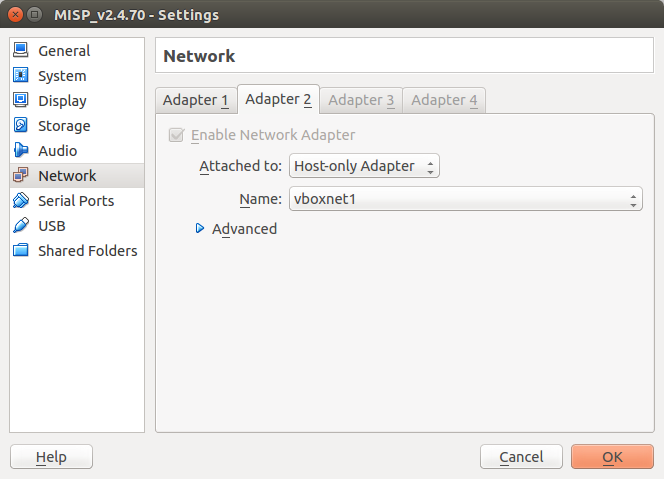 MISP_v2.4.70 - Settings
General
System
Display
Storage
Audio
Network
Serial Ports
USB
Shared Folders
Network
Adapter 1 Adapter 2 Adapter 3 Adapter 4
Enable Network Adapter
Attached to: Host-only Adapter
Name: vboxnet1
Advanced
Help Cancel OK